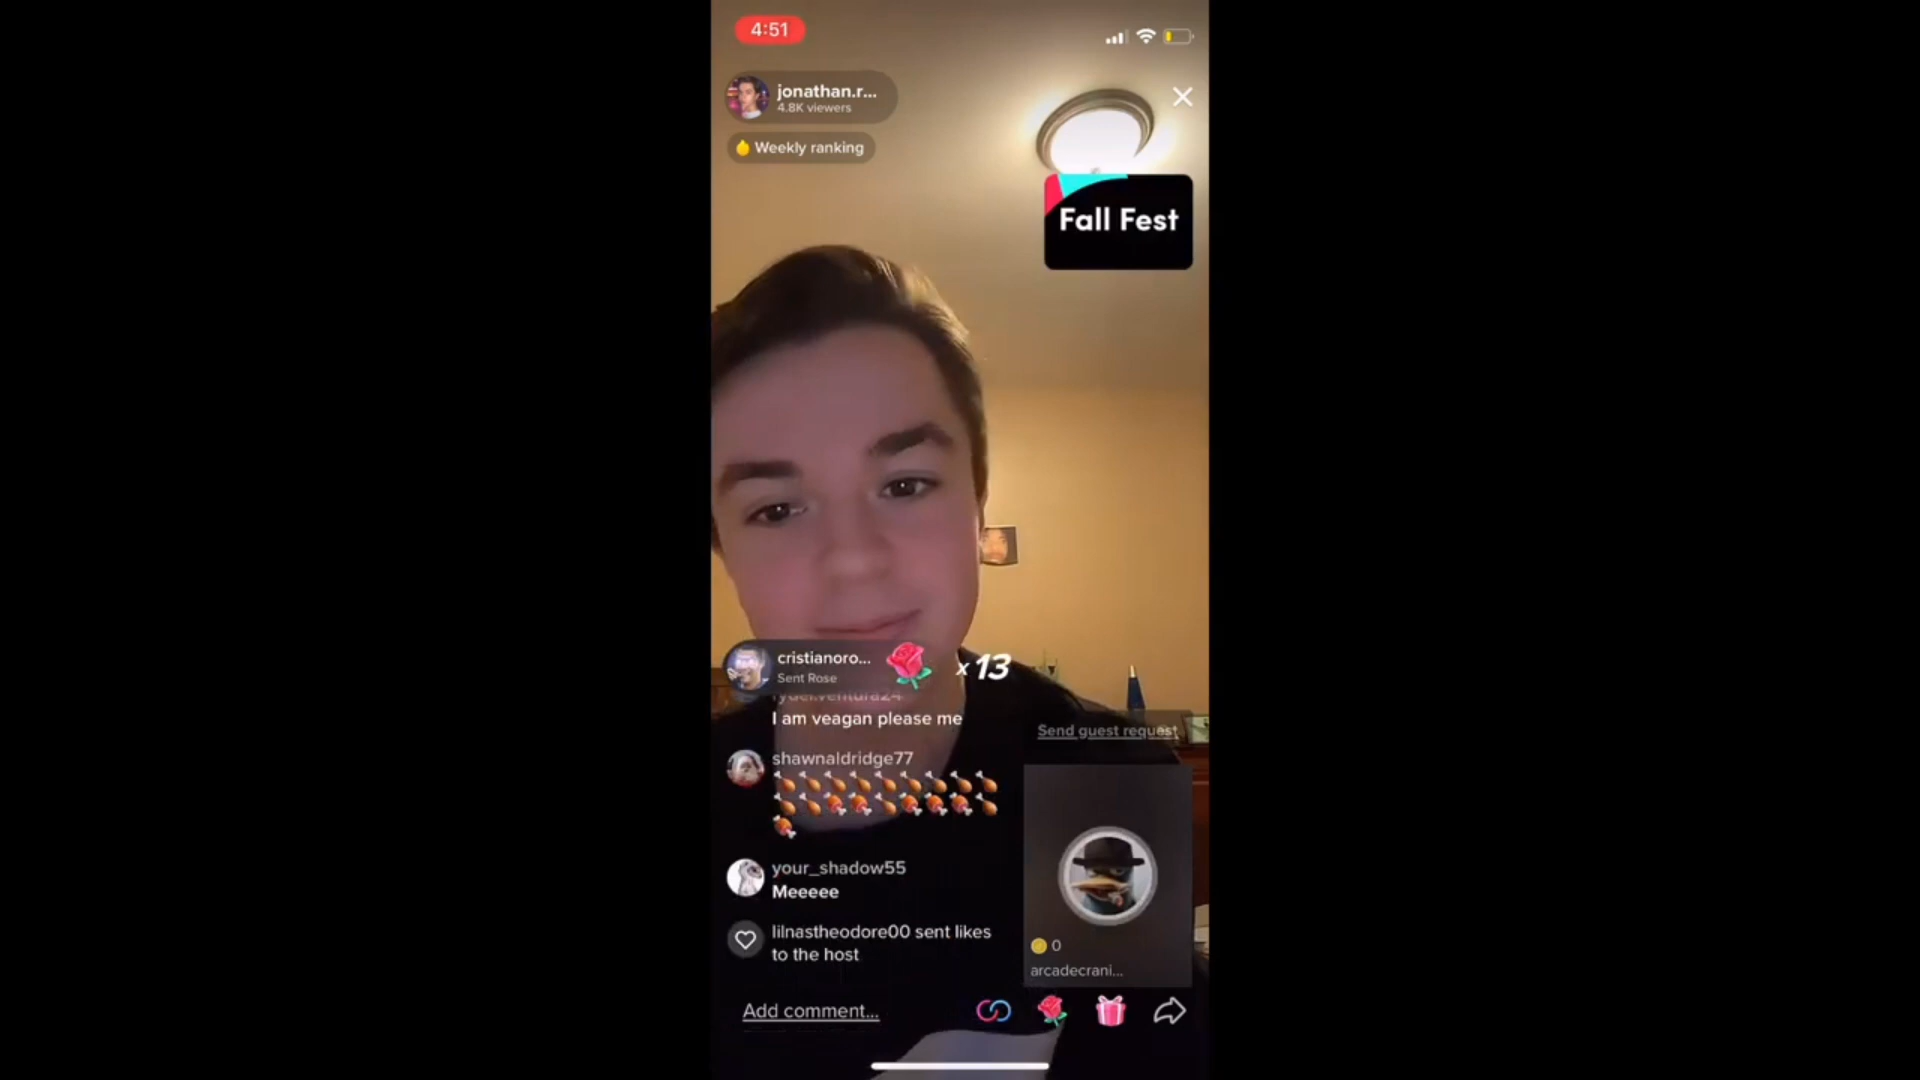 4:51
jonathan.r...
4.8K viewers
Weekly ranking
Fall Fest
cristianoro...
Sent Rose
x 13
I am veagan please me
Send guest request
shawnaldridge77
your_shadow55
Meeeee
lilnastheodore00 sent likes
to the host
0
arcadecrani...
Add comment...